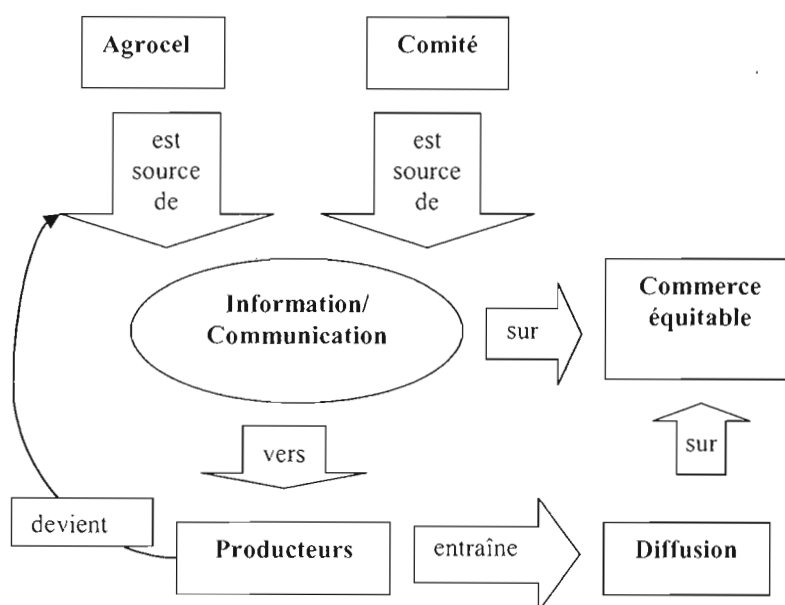 Agrocel
Comité
est
source
de
est
source
de
Information/
Communication
sur
Commerce
équitable
vers
sur
devient
Producteurs
entraîne
Diffusion